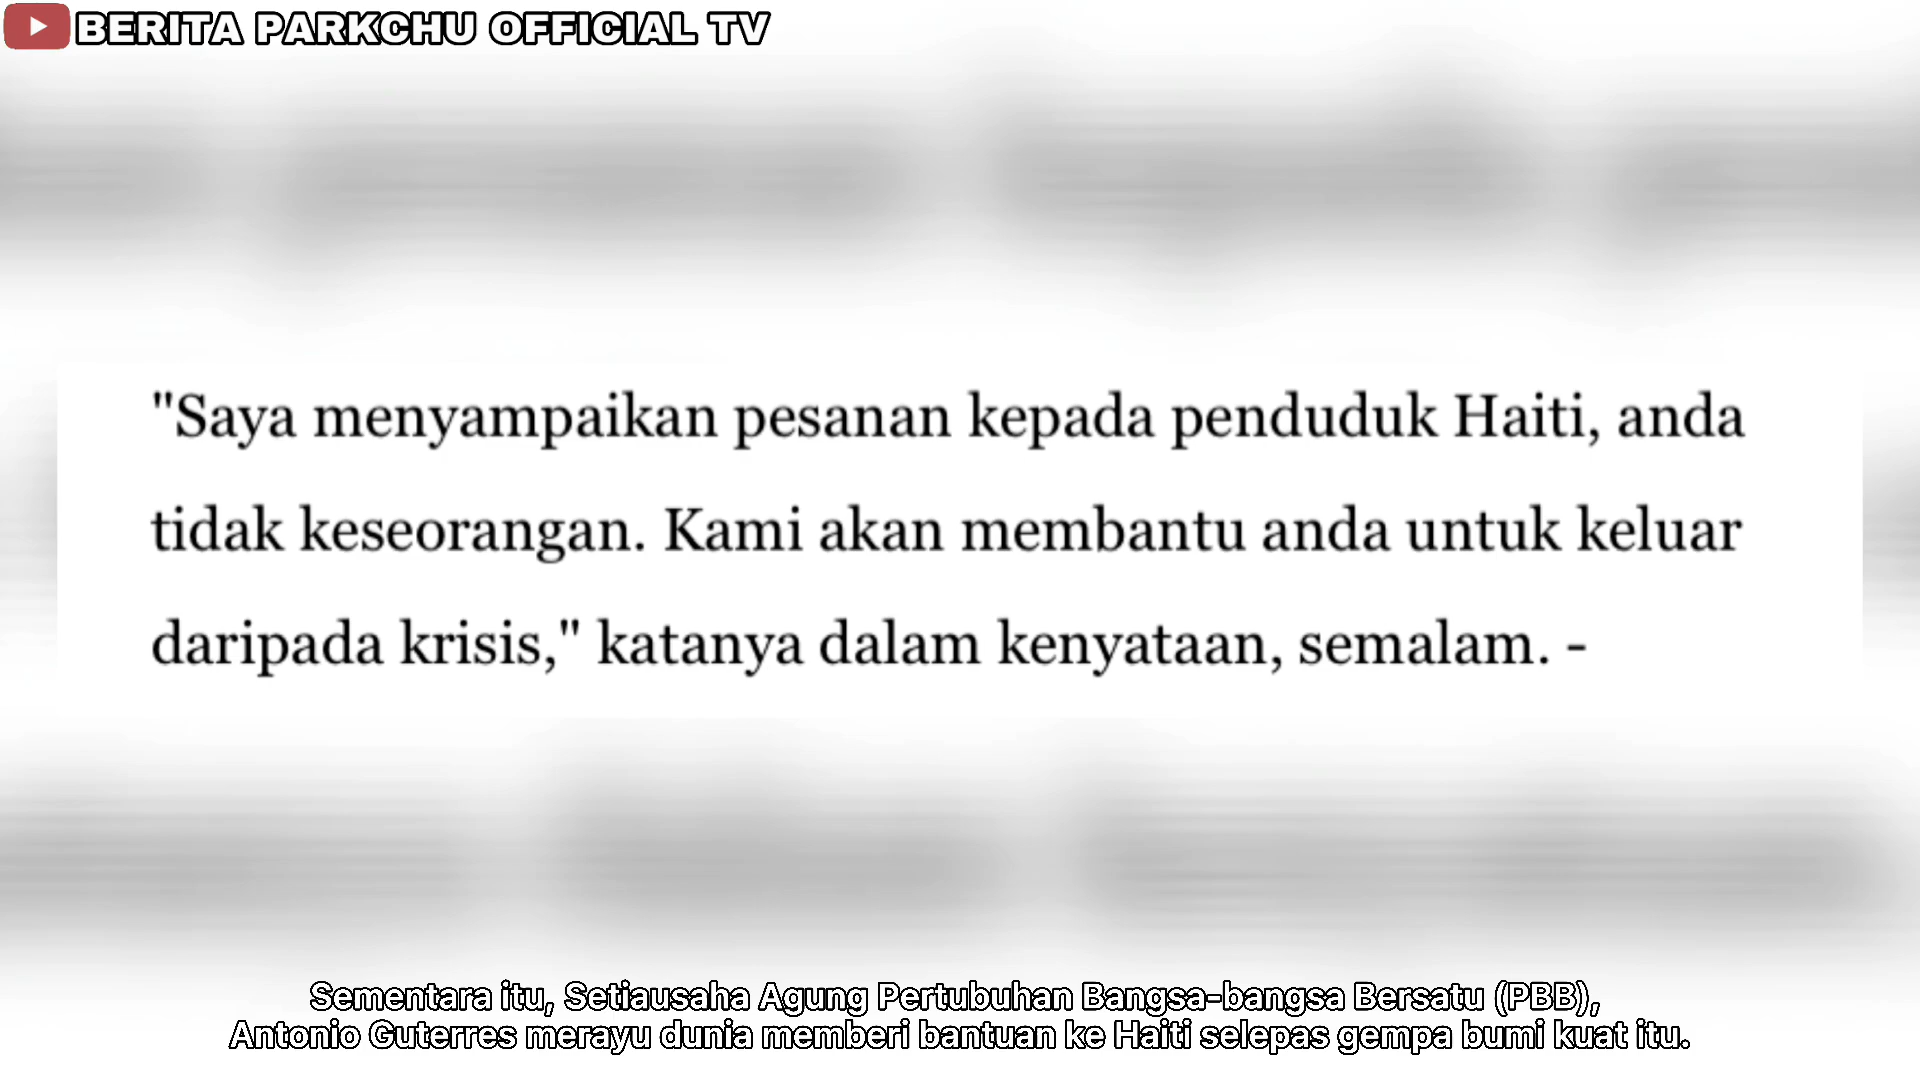 BERITA PARKCHU OFFICIAL TV
"Saya menyampaikan pesanan kepada penduduk Haiti, anda
tidak keseorangan. Kami akan membantu anda untuk keluar
daripada krisis," katanya dalam kenyataan, semalam. -
Sementara itu, Setiausaha Agung Pertubuhan Bangsa-bangsa Bersatu (PBB),
Antonio Guterres merayu dunia memberi bantuan ke Haiti selepas gempa bumi kuat itu.